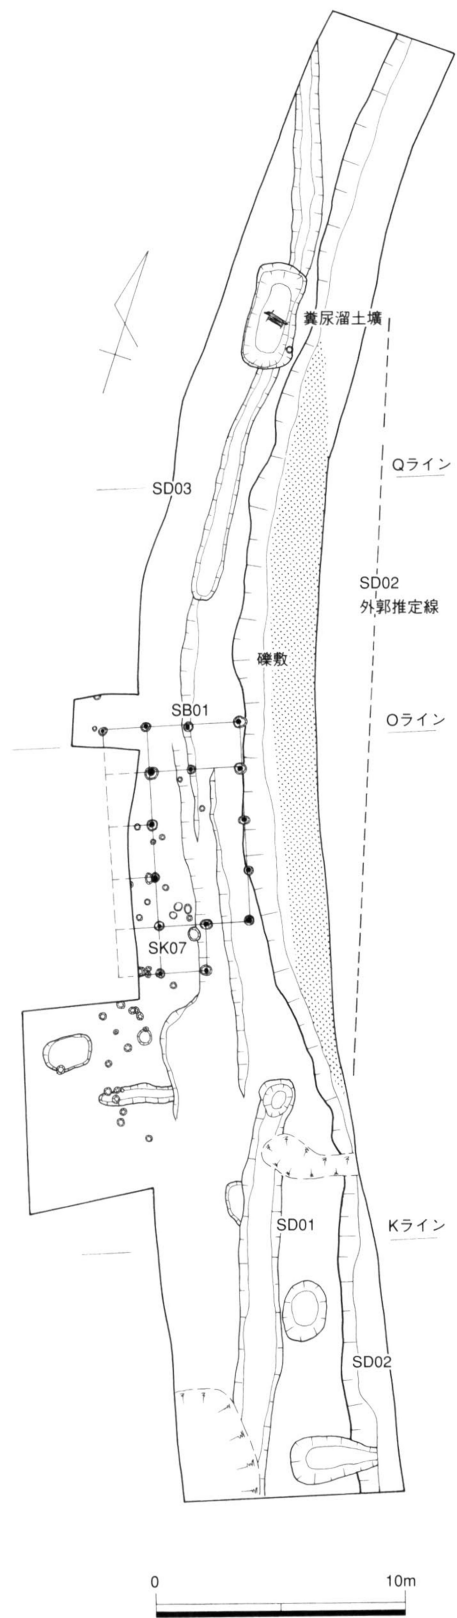 糞尿溜土壙
Qライン
SD03
SD02
外郭推定線
礫敷
SB01
Oライン
SK07
SD01
Kライン
SD02
0
10m